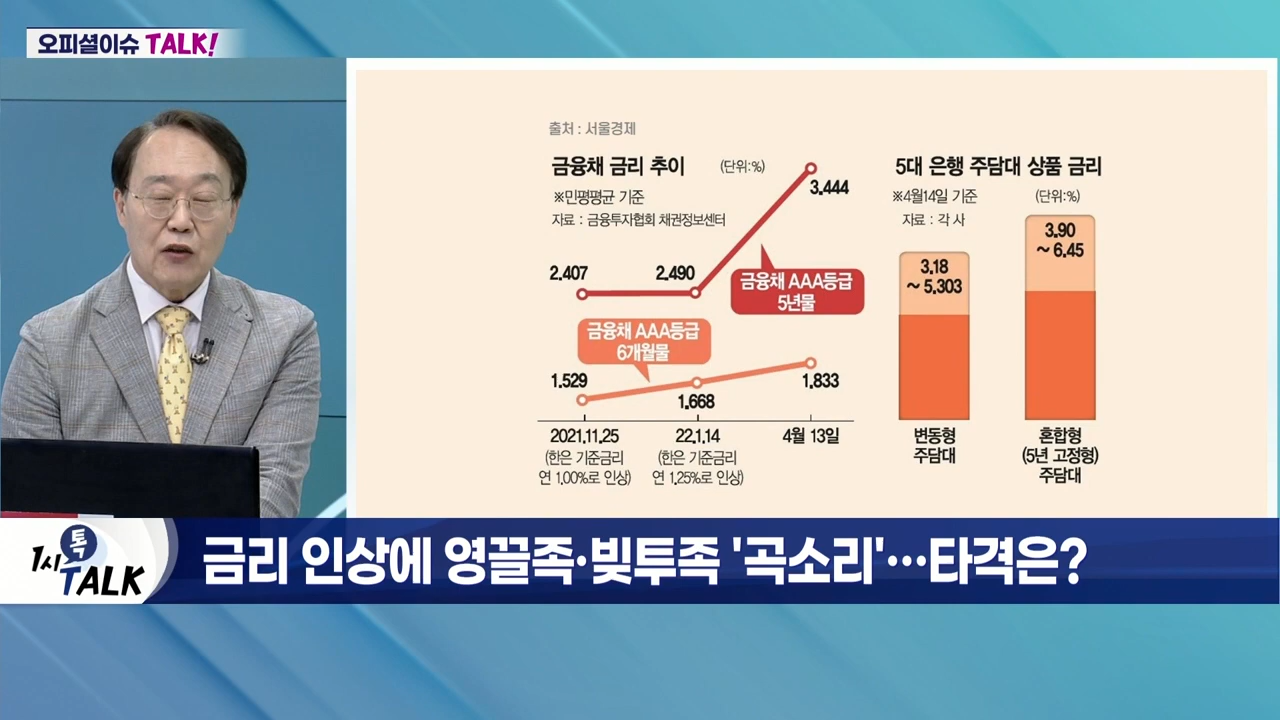 오피셜이슈 TALK!
출처 : 서울경제
금융채 금리 추이 (단위:%)
※민평평균 기준
자료 : 금융투자협회 채권정보센터
3.444
2.407
2.490
금융채 AAA등급
5년물
금융채 AAA등급
6개월물
1.529
1.668
1.833
2021.11.25
(한은 기준금리
연 1.00%로 인상)
22.1.14
(한은 기준금리
연 1.25%로 인상)
4월 13일
5대 은행 주담대 상품 금리
※4월14일 기준 (단위:%)
자료 : 각 사
3.18
~ 5.303
3.90
~ 6.45
변동형
주담대
혼합형
(5년 고정형)
주담대
1시톡
TALK
금리 인상에 영끌족·빚투족 '곡소리'…타격은?